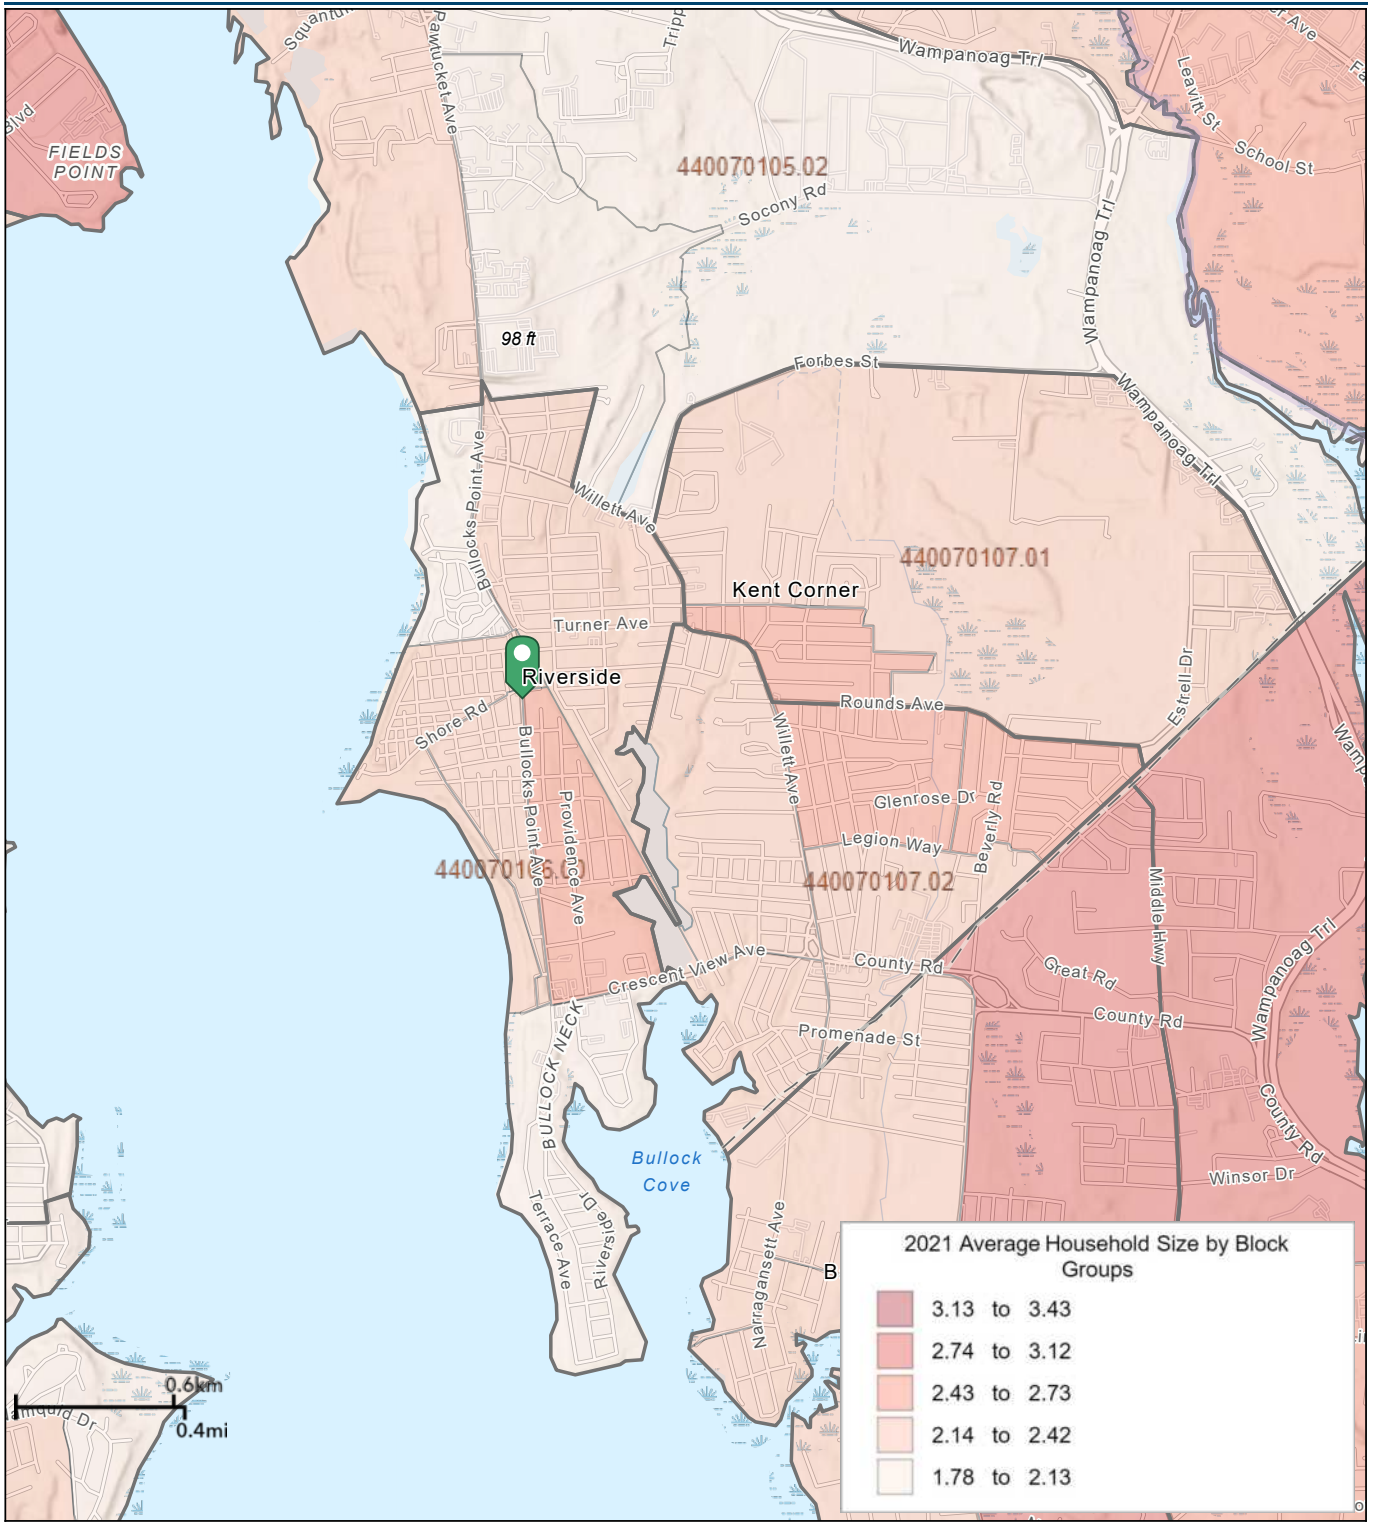 Squantum
Pawtucket Ave
Tripp
Wampanoag Trl
Leavitt St
er Ave
Blvd
FIELDS
POINT
School St
440070105.02
Socony Rd
Wampanoag Trl
98 ft
Forbes St
Wampanoag Trl
Bullocks Point Ave
Willett Ave
440070107.01
Kent Corner
Turner Ave
Riverside
Estrell Dr
Shore Rd
Rounds Ave
Willett Ave
Wamp
Bullocks Point Ave
Providence Ave
Glenrose Dr
Beverly Rd
Legion Way
440070106.00
440070107.02
Middle Hwy
Wampanoag Trl
Crescent View Ave
County Rd
Great Rd
County Rd
Promenade St
BULLOCK NECK
County Rd
Bullock
Cove
Winsor Dr
Terrace Ave
Riverside Dr
Narragansett Ave
B
2021 Average Household Size by Block
Groups
3.13 to 3.43
2.74 to 3.12
2.43 to 2.73
2.14 to 2.42
1.78 to 2.13
0.6km
0.4mi